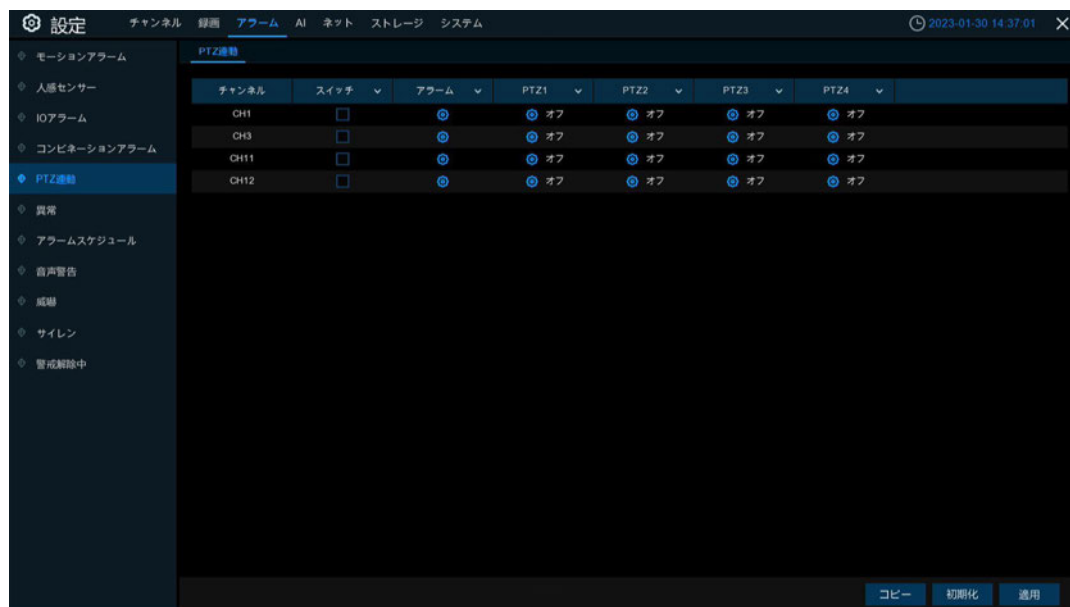 設定 チャンネル 録画 アラーム AI ネット ストレージ システム 2023-01-30 14:37:01
モーションアラーム
人感センサー
IOアラーム
コンビネーションアラーム
PTZ連動
異常
アラームスケジュール
音声警告
威嚇
サイレン
警戒解除中
PTZ連動
チャンネル スイッチ アラーム PTZ1 PTZ2 PTZ3 PTZ4
CH1 オフ オフ オフ オフ
CH3 オフ オフ オフ オフ
CH11 オフ オフ オフ オフ
CH12 オフ オフ オフ オフ
コピー 初期化 適用